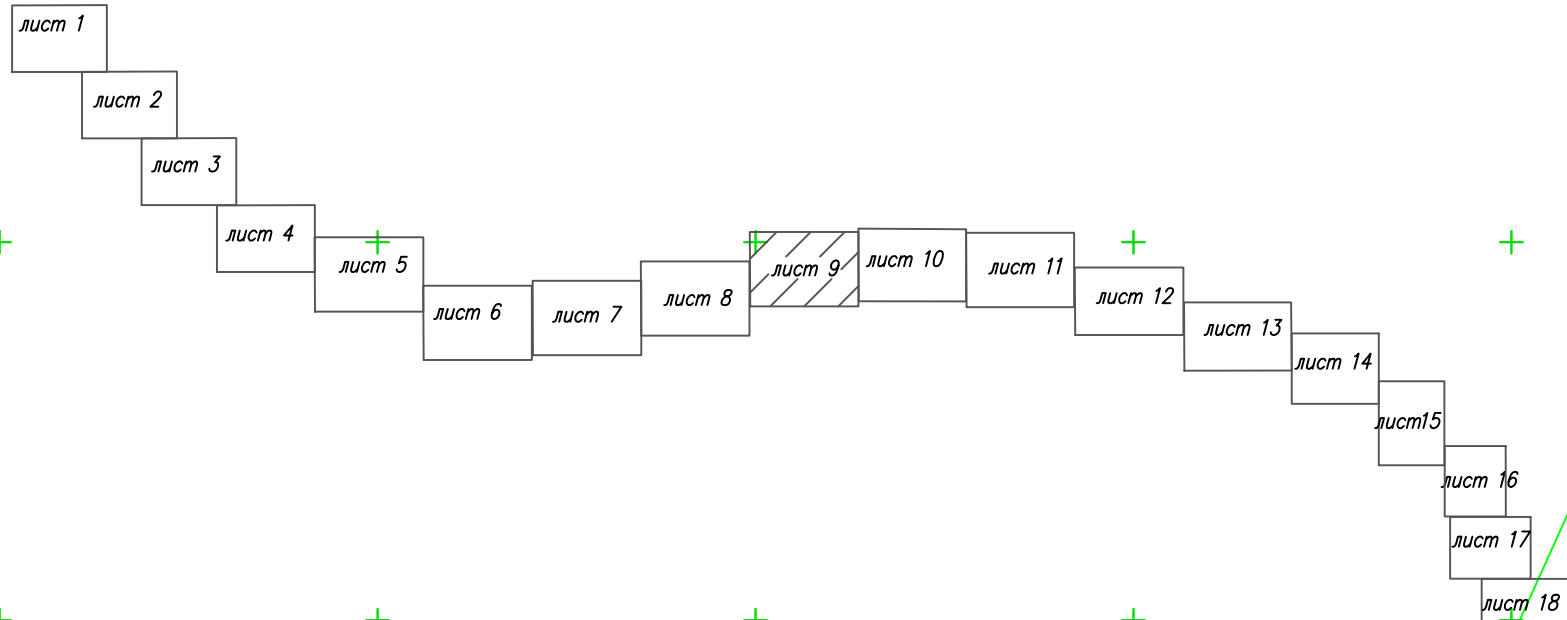 лист 1
лист 2
лист 3
лист 4
лист 5
лист 6
лист 7
лист 8
лист 9
лист 10
лист 11
лист 12
лист 13
лист 14
лист15
лист 16
лист 17
лист 18